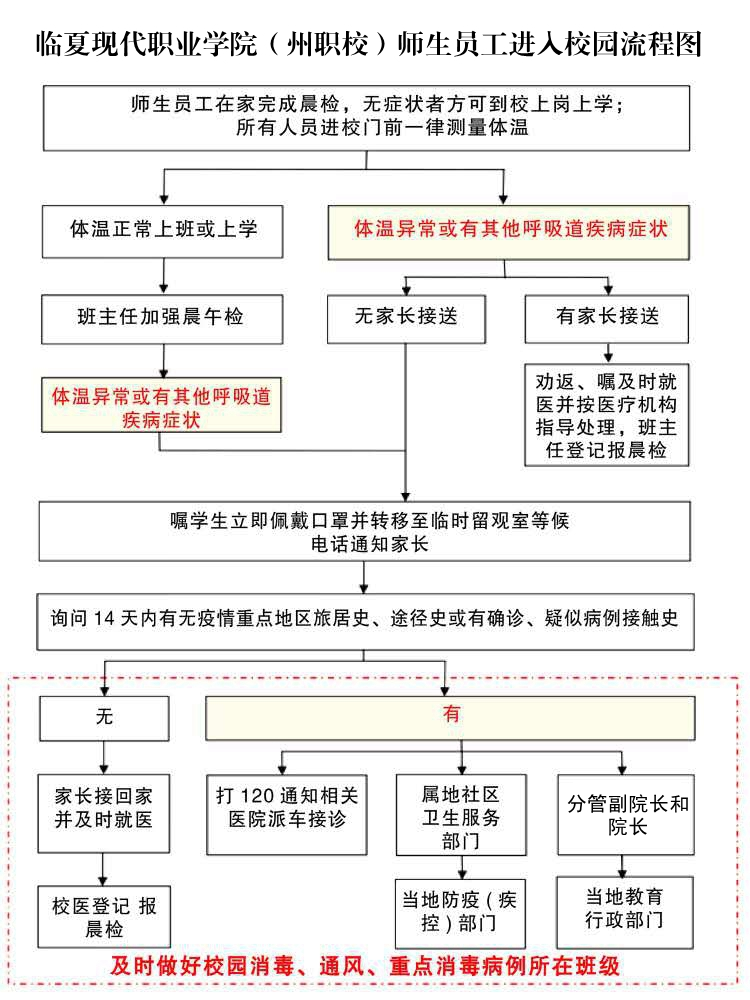 临夏现代职业学院（州职校）师生员工进入校园流程图
师生员工在家完成晨检，无症状者方可到校上岗上学；
所有人员进校门前一律测量体温
体温正常上班或上学
体温异常或有其他呼吸道疾病症状
班主任加强晨午检
无家长接送
有家长接送
体温异常或有其他呼吸道
疾病症状
劝返、嘱及时就
医并按医疗机构
指导处理，班主
任登记报晨检
嘱学生立即佩戴口罩并转移至临时留观室等候
电话通知家长
询问 14 天内有无疫情重点地区旅居史、途径史或有确诊、疑似病例接触史
无
有
家长接回家
并及时就医
打 120 通知相关
医院派车接诊
属地社区
卫生服务
部门
分管副院长和
院长
校医登记 报
晨检
当地防疫（疾
控）部门
当地教育
行政部门
及时做好校园消毒、通风、重点消毒病例所在班级